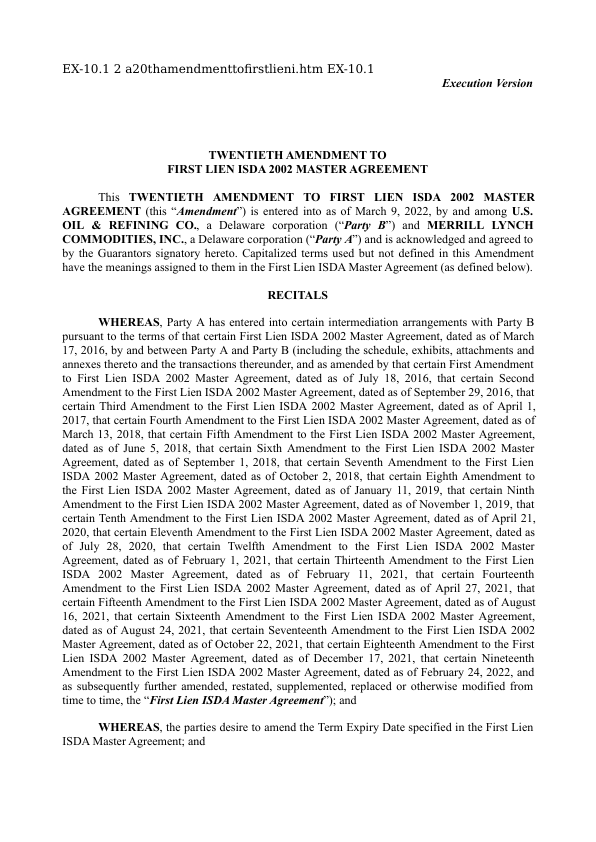 EX-10.1 2 a20thamendmenttofirstlieni.htm EX-10.1
Execution Version
TWENTIETH AMENDMENT TO
FIRST LIEN ISDA 2002 MASTER AGREEMENT
This TWENTIETH AMENDMENT TO FIRST LIEN ISDA 2002 MASTER
AGREEMENT (this “Amendment”) is entered into as of March 9, 2022, by and among U.S.
OIL & REFINING CO., a Delaware corporation (“Party B”) and MERRILL LYNCH
COMMODITIES, INC., a Delaware corporation (“Party A”) and is acknowledged and agreed to
by the Guarantors signatory hereto. Capitalized terms used but not defined in this Amendment
have the meanings assigned to them in the First Lien ISDA Master Agreement (as defined below).
RECITALS
WHEREAS, Party A has entered into certain intermediation arrangements with Party B
pursuant to the terms of that certain First Lien ISDA 2002 Master Agreement, dated as of March
17, 2016, by and between Party A and Party B (including the schedule, exhibits, attachments and
annexes thereto and the transactions thereunder, and as amended by that certain First Amendment
to First Lien ISDA 2002 Master Agreement, dated as of July 18, 2016, that certain Second
Amendment to the First Lien ISDA 2002 Master Agreement, dated as of September 29, 2016, that
certain Third Amendment to the First Lien ISDA 2002 Master Agreement, dated as of April 1,
2017, that certain Fourth Amendment to the First Lien ISDA 2002 Master Agreement, dated as of
March 13, 2018, that certain Fifth Amendment to the First Lien ISDA 2002 Master Agreement,
dated as of June 5, 2018, that certain Sixth Amendment to the First Lien ISDA 2002 Master
Agreement, dated as of September 1, 2018, that certain Seventh Amendment to the First Lien
ISDA 2002 Master Agreement, dated as of October 2, 2018, that certain Eighth Amendment to
the First Lien ISDA 2002 Master Agreement, dated as of January 11, 2019, that certain Ninth
Amendment to the First Lien ISDA 2002 Master Agreement, dated as of November 1, 2019, that
certain Tenth Amendment to the First Lien ISDA 2002 Master Agreement, dated as of April 21,
2020, that certain Eleventh Amendment to the First Lien ISDA 2002 Master Agreement, dated as
of July 28, 2020, that certain Twelfth Amendment to the First Lien ISDA 2002 Master
Agreement, dated as of February 1, 2021, that certain Thirteenth Amendment to the First Lien
ISDA 2002 Master Agreement, dated as of February 11, 2021, that certain Fourteenth
Amendment to the First Lien ISDA 2002 Master Agreement, dated as of April 27, 2021, that
certain Fifteenth Amendment to the First Lien ISDA 2002 Master Agreement, dated as of August
16, 2021, that certain Sixteenth Amendment to the First Lien ISDA 2002 Master Agreement,
dated as of August 24, 2021, that certain Seventeenth Amendment to the First Lien ISDA 2002
Master Agreement, dated as of October 22, 2021, that certain Eighteenth Amendment to the First
Lien ISDA 2002 Master Agreement, dated as of December 17, 2021, that certain Nineteenth
Amendment to the First Lien ISDA 2002 Master Agreement, dated as of February 24, 2022, and
as subsequently further amended, restated, supplemented, replaced or otherwise modified from
time to time, the “First Lien ISDA Master Agreement”); and
WHEREAS, the parties desire to amend the Term Expiry Date specified in the First Lien
ISDA Master Agreement; and